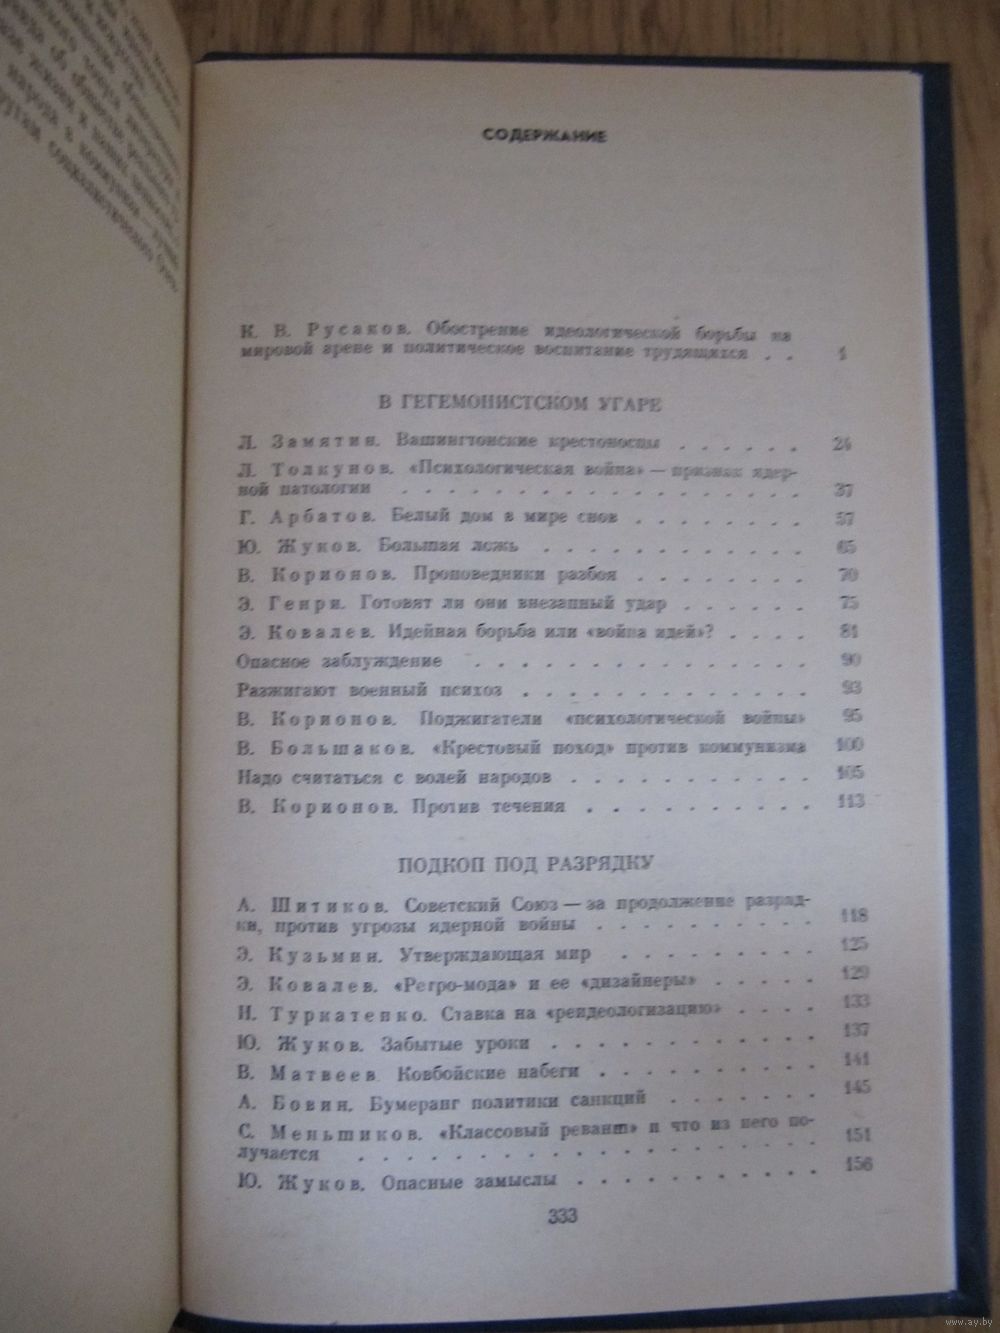 СОДЕРЖАНИЕ
К. В. Русаков. Обострение идеологической борьбы на
мировой арене и политическое воспитание трудящихся . .
В ГЕГЕМОНИСТСКОМ УГАРЕ
Л. Замятин. Вашингтонские крестоносцы . . . . . . 24
Л. Толкунов. «Психологическая война» — признак ядер-
ной патологии . . . . . . . . . . . . . . . . . . 37
Г. Арбатов. Белый дом в мире снов . . . . . . . . 57
Ю. Жуков. Большая ложь . . . . . . . . . . . . 65
В. Корионов. Проповедники разбоя . . . . . . . . 70
Э. Генри. Готовят ли они внезапный удар . . . . . . 75
Э. Ковалев. Идейная борьба или «война идей»? . . . . 81
Опасное заблуждение . . . . . . . . . . . . . . . 90
Разжигают военный психоз . . . . . . . . . . . . . 93
В. Корионов. Поджигатели «психологической войны» 95
В. Большаков. «Крестовый поход» против коммунизма 100
Надо считаться с волей народов . . . . . . . . . . . 105
В. Корионов. Против течения . . . . . . . . . . 113
ПОДКОП ПОД РАЗРЯДКУ
А. Шитиков. Советский Союз — за продолжение разряд-
ки, против угрозы ядерной войны . . . . . . . . . . 118
Э. Кузьмин. Утверждающая мир . . . . . . . . . 125
Э. Ковалев. «Ретро-мода» и ее «дизайнеры» . . . . . 129
И. Туркатенко. Ставка на «реидеологизацию» . . . . 133
Ю. Жуков. Забытые уроки . . . . . . . . . . . . 137
В. Матвеев. Ковбойские набеги . . . . . . . . . . 141
А. Бовин. Бумеранг политики санкций . . . . . . . 145
С. Меньшиков. «Классовый реванш» и что из него по-
лучается . . . . . . . . . . . . . . . . . . . . 151
Ю. Жуков. Опасные замыслы . . . . . . . . . . . 156
333
www.ay.by